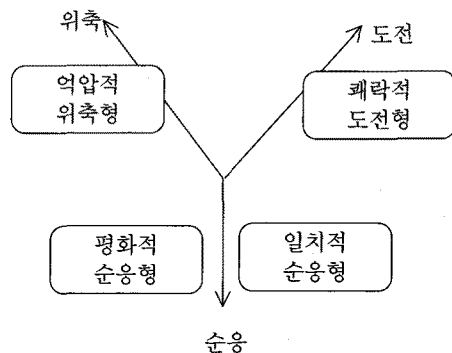 위축
도전
억압적
위축형
쾌락적
도전형
평화적
순응형
일치적
순응형
순응